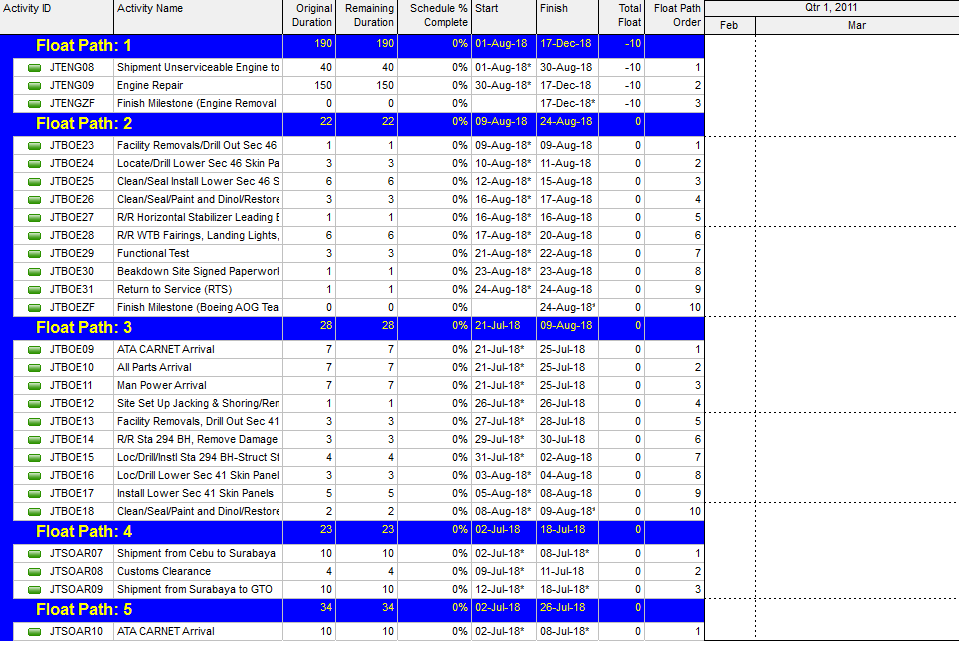 Activity ID Activity Name Original Duration Remaining Duration Schedule % Complete Start Finish Total Float Float Path Order Qtr 1, 2011
Feb Mar
Float Path: 1 190 190 0% 01-Aug-18 17-Dec-18 -10
JTENG08 Shipment Unserviceable Engine to 40 40 0% 01-Aug-18* 30-Aug-18 -10 1
JTENG09 Engine Repair 150 150 0% 30-Aug-18* 17-Dec-18 -10 2
JTENGZF Finish Milestone (Engine Removal 0 0 0% 17-Dec-18* -10 3
Float Path: 2 22 22 0% 09-Aug-18 24-Aug-18 0
JTBOE23 Facility Removals/Drill Out Sec 46 1 1 0% 09-Aug-18* 09-Aug-18 0 1
JTBOE24 Locate/Drill Lower Sec 46 Skin Pa 3 3 0% 10-Aug-18* 11-Aug-18 0 2
JTBOE25 Clean/Seal Install Lower Sec 46 S 6 6 0% 12-Aug-18* 15-Aug-18 0 3
JTBOE26 Clean/Seal/Paint and Dinol/Restore 3 3 0% 16-Aug-18* 17-Aug-18 0 4
JTBOE27 R/R Horizontal Stabilizer Leading E 1 1 0% 16-Aug-18* 16-Aug-18 0 5
JTBOE28 R/R WTB Fairings, Landing Lights, 6 6 0% 17-Aug-18* 20-Aug-18 0 6
JTBOE29 Functional Test 3 3 0% 21-Aug-18* 22-Aug-18 0 7
JTBOE30 Beakdown Site Signed Paperworl 1 1 0% 23-Aug-18* 23-Aug-18 0 8
JTBOE31 Return to Service (RTS) 1 1 0% 24-Aug-18* 24-Aug-18 0 9
JTBOEZF Finish Milestone (Boeing AOG Tea 0 0 0% 24-Aug-18* 0 10
Float Path: 3 28 28 0% 21-Jul-18 09-Aug-18 0
JTBOE09 ATA CARNET Arrival 7 7 0% 21-Jul-18* 25-Jul-18 0 1
JTBOE10 All Parts Arrival 7 7 0% 21-Jul-18* 25-Jul-18 0 2
JTBOE11 Man Power Arrival 7 7 0% 21-Jul-18* 25-Jul-18 0 3
JTBOE12 Site Set Up Jacking & Shoring/Rer 1 1 0% 26-Jul-18* 26-Jul-18 0 4
JTBOE13 Facility Removals, Drill Out Sec 41 3 3 0% 27-Jul-18* 28-Jul-18 0 5
JTBOE14 R/R Sta 294 BH, Remove Damage 3 3 0% 29-Jul-18* 30-Jul-18 0 6
JTBOE15 Loc/Drill/Instl Sta 294 BH-Struct St 4 4 0% 31-Jul-18* 02-Aug-18 0 7
JTBOE16 Loc/Drill Lower Sec 41 Skin Panel 3 3 0% 03-Aug-18* 04-Aug-18 0 8
JTBOE17 Install Lower Sec 41 Skin Panels 5 5 0% 05-Aug-18* 08-Aug-18 0 9
JTBOE18 Clean/Seal/Paint and Dinol/Restore 2 2 0% 08-Aug-18* 09-Aug-18* 0 10
Float Path: 4 23 23 0% 02-Jul-18 18-Jul-18 0
JTSOAR07 Shipment from Cebu to Surabaya 10 10 0% 02-Jul-18* 08-Jul-18* 0 1
JTSOAR08 Customs Clearance 4 4 0% 09-Jul-18* 11-Jul-18 0 2
JTSOAR09 Shipment from Surabaya to GTO 10 10 0% 12-Jul-18* 18-Jul-18* 0 3
Float Path: 5 34 34 0% 02-Jul-18 26-Jul-18 0
JTSOAR10 ATA CARNET Arrival 10 10 0% 02-Jul-18* 08-Jul-18* 0 1